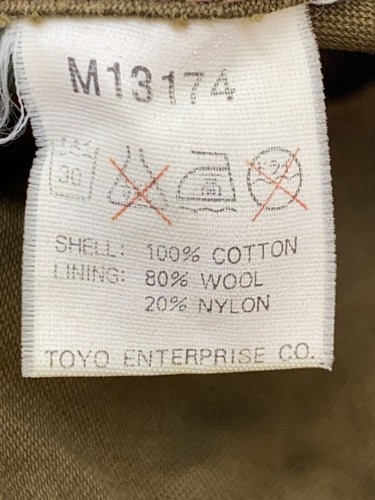 M13174
30
SHELL: 100% COTTON
LINING: 80% WOOL
20% NYLON
TOYO ENTERPRISE CO.